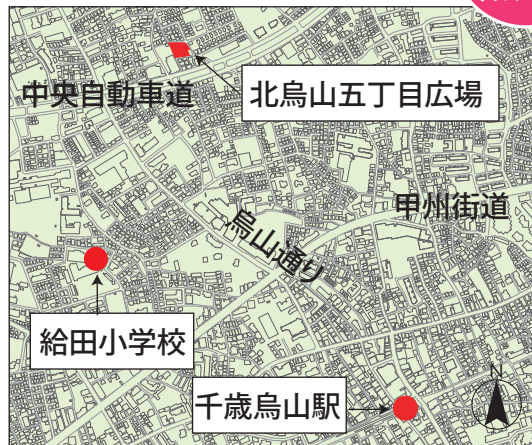 中央自動車道
北烏山五丁目広場
甲州街道
烏山通り
給田小学校
千歳烏山駅
N